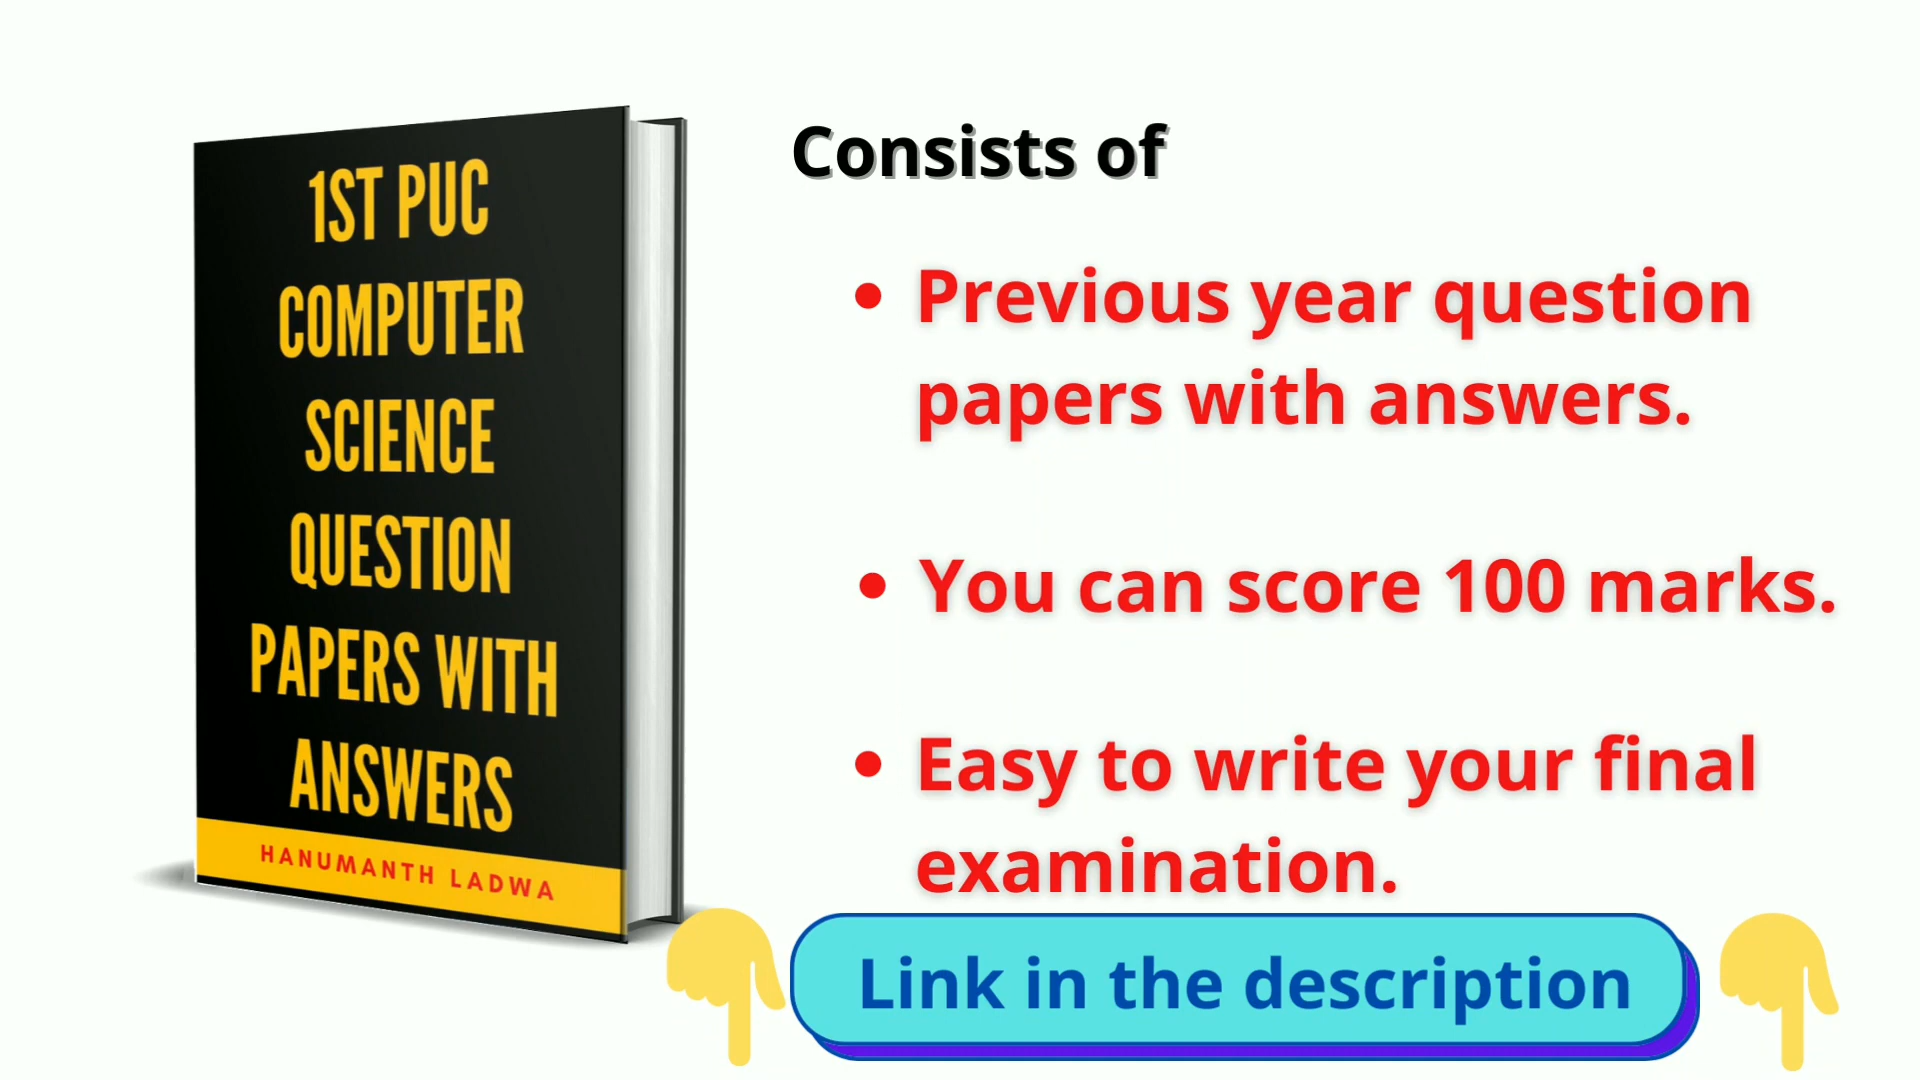 1ST PUC
COMPUTER
SCIENCE
QUESTION
PAPERS WITH
ANSWERS
HANUMANTH LADWA
Consists of
• Previous year question
papers with answers.
• You can score 100 marks.
• Easy to write your final
examination.
Link in the description